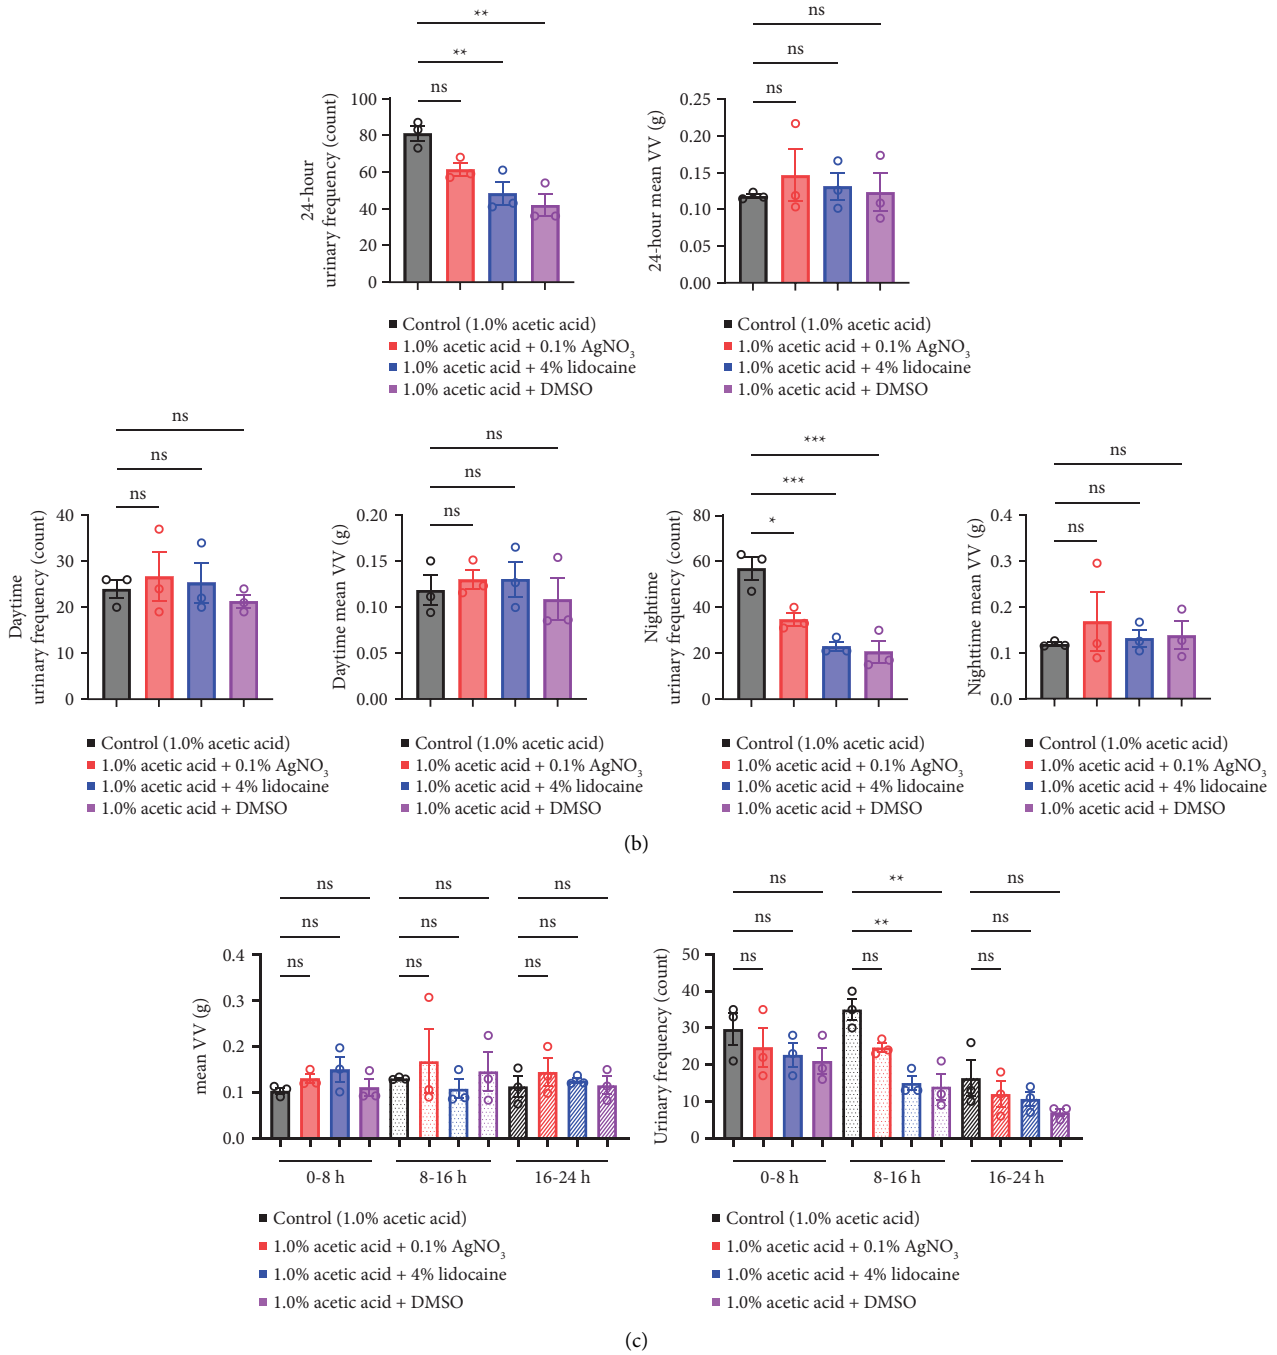 **
**
ns
100
80
60
40
20
0
24-hour
urinary frequency (count)
Control (1.0% acetic acid)
1.0% acetic acid + 0.1% AgNO3
1.0% acetic acid + 4% lidocaine
1.0% acetic acid + DMSO
ns
ns
ns
0.25
0.20
0.15
0.10
0.05
0.00
24-hour mean VV (g)
Control (1.0% acetic acid)
1.0% acetic acid + 0.1% AgNO3
1.0% acetic acid + 4% lidocaine
1.0% acetic acid + DMSO
ns
ns
ns
40
30
20
10
0
Daytime
urinary frequency (count)
Control (1.0% acetic acid)
1.0% acetic acid + 0.1% AgNO3
1.0% acetic acid + 4% lidocaine
1.0% acetic acid + DMSO
ns
ns
ns
0.20
0.15
0.10
0.05
0.00
Daytime mean VV (g)
Control (1.0% acetic acid)
1.0% acetic acid + 0.1% AgNO3
1.0% acetic acid + 4% lidocaine
1.0% acetic acid + DMSO
***
***
*
80
60
40
20
0
Nightime
urinary frequency (count)
Control (1.0% acetic acid)
1.0% acetic acid + 0.1% AgNO3
1.0% acetic acid + 4% lidocaine
1.0% acetic acid + DMSO
ns
ns
ns
0.4
0.3
0.2
0.1
0.0
Nighttime mean VV (g)
Control (1.0% acetic acid)
1.0% acetic acid + 0.1% AgNO3
1.0% acetic acid + 4% lidocaine
1.0% acetic acid + DMSO
(b)
ns ns ns
ns ns ns
ns ns ns
0.4
0.3
0.2
0.1
0.0
mean VV (g)
0-8 h 8-16 h 16-24 h
Control (1.0% acetic acid)
1.0% acetic acid + 0.1% AgNO3
1.0% acetic acid + 4% lidocaine
1.0% acetic acid + DMSO
ns ** ns
ns ** ns
ns ns ns
50
40
30
20
10
0
Urinary frequency (count)
0-8 h 8-16 h 16-24 h
Control (1.0% acetic acid)
1.0% acetic acid + 0.1% AgNO3
1.0% acetic acid + 4% lidocaine
1.0% acetic acid + DMSO
(c)